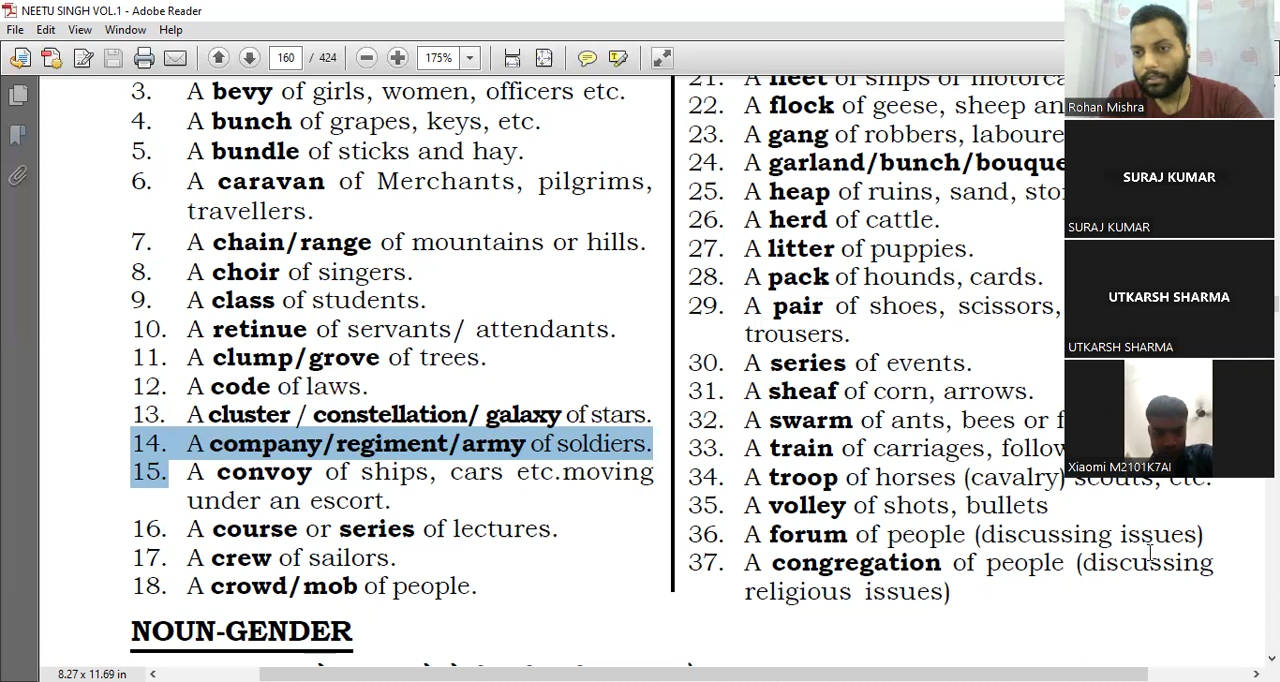 NEETU SINGH VOL.1 - Adobe Reader
File Edit View Window Help
160 / 424 175%
3. A bevy of girls, women, officers etc.
4. A bunch of grapes, keys, etc.
5. A bundle of sticks and hay.
6. A caravan of Merchants, pilgrims,
travellers.
7. A chain/range of mountains or hills.
8. A choir of singers.
9. A class of students.
10. A retinue of servants/ attendants.
11. A clump/grove of trees.
12. A code of laws.
13. A cluster / constellation/ galaxy of stars.
14. A company/regiment/army of soldiers.
15. A convoy of ships, cars etc.moving
under an escort.
16. A course or series of lectures.
17. A crew of sailors.
18. A crowd/mob of people.
NOUN-GENDER
21. A fleet of ships or
22. A flock of geese, sheep
23. A gang of robbers,
24. A garland/bunch/
25. A heap of ruins, sand,
26. A herd of cattle.
27. A litter of puppies.
28. A pack of hounds, cards.
29. A pair of shoes, scissors,
trousers.
30. A series of events.
31. A sheaf of corn, arrows.
32. A swarm of ants, bees or
33. A train of carriages,
34. A troop of horses (cavalry) scouts, etc.
35. A volley of shots, bullets
36. A forum of people (discussing issues)
37. A congregation of people (discussing
religious issues)
8.27 x 11.69 in
Rohan Mishra
SURAJ KUMAR
SURAJ KUMAR
UTKARSH SHARMA
UTKARSH SHARMA
Xiaomi M2101K7AI